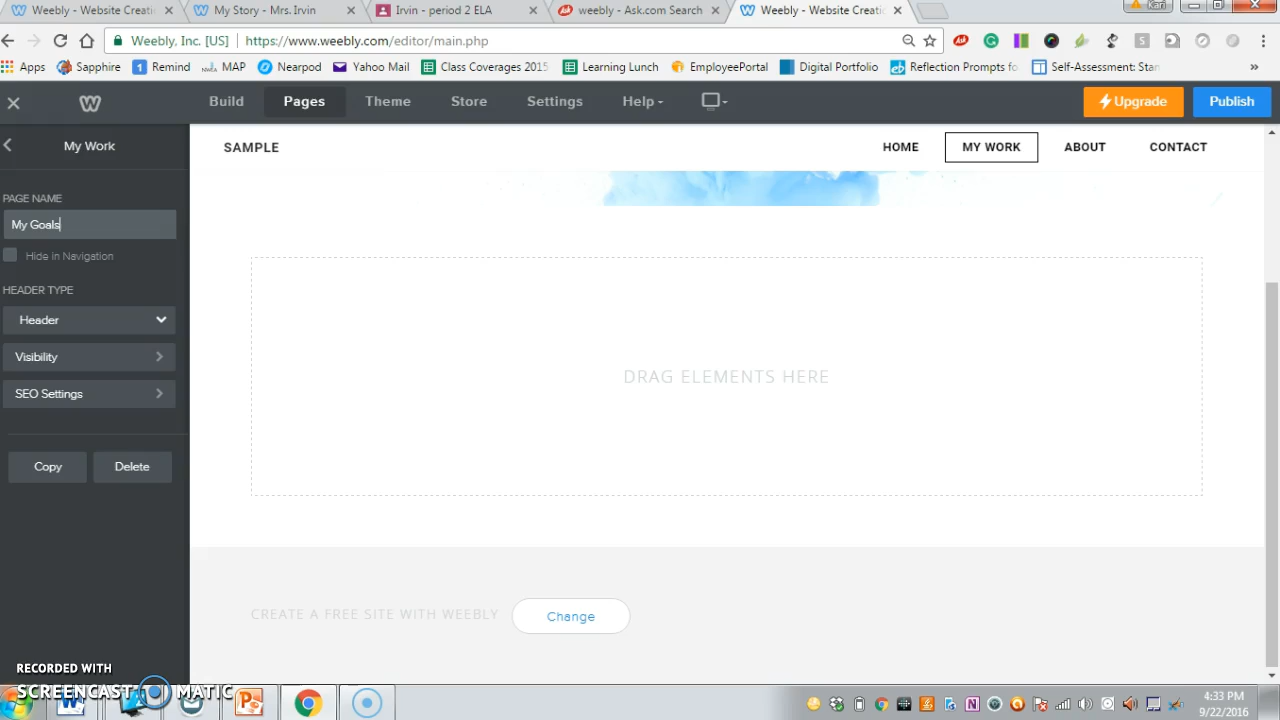 Weebly - Website Creati
My Story - Mrs. Irvin
Irvin - period 2 ELA
weebly - Ask.com Search
Weebly - Website Creati
Kari
Weebly, Inc. [US]
https://www.weebly.com/editor/main.php
Apps
Sapphire
Remind
MAP
Nearpod
Yahoo Mail
Class Coverages 2015
Learning Lunch
EmployeePortal
Digital Portfolio
Reflection Prompts fo
Self-Assessment: Stan
Build
Pages
Theme
Store
Settings
Help
Upgrade
Publish
My Work
SAMPLE
HOME
MY WORK
ABOUT
CONTACT
PAGE NAME
My Goals
Hide in Navigation
HEADER TYPE
Header
Visibility
SEO Settings
Copy
Delete
DRAG ELEMENTS HERE
CREATE A FREE SITE WITH WEEBLY
Change
RECORDED WITH
SCREENCAST MATIC
4:33 PM
9/22/2016